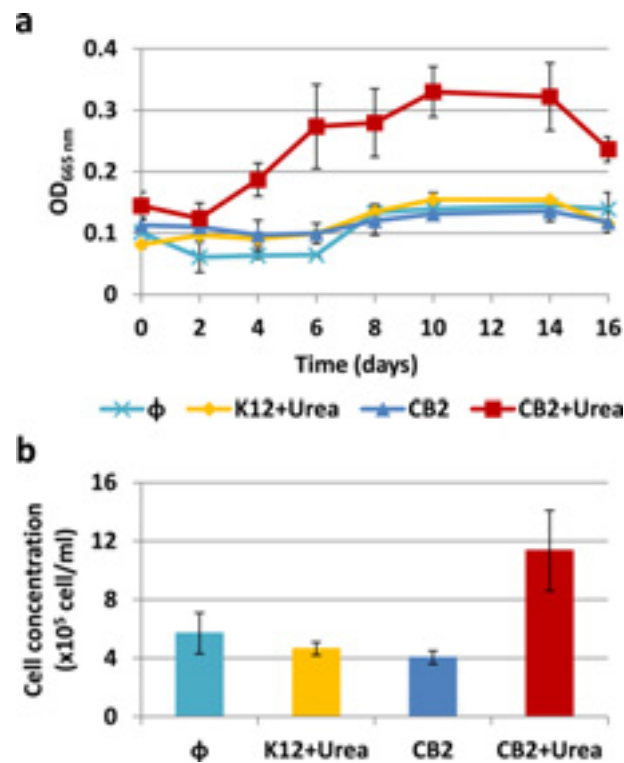 a
0.4
0.3
0.2
0.1
0
OD665 nm
0 2 4 6 8 10 12 14 16
Time (days)
ϕ K12+Urea CB2 CB2+Urea
b
16
12
8
4
0
Cell concentration
(x10⁵ cell/ml)
ϕ K12+Urea CB2 CB2+Urea